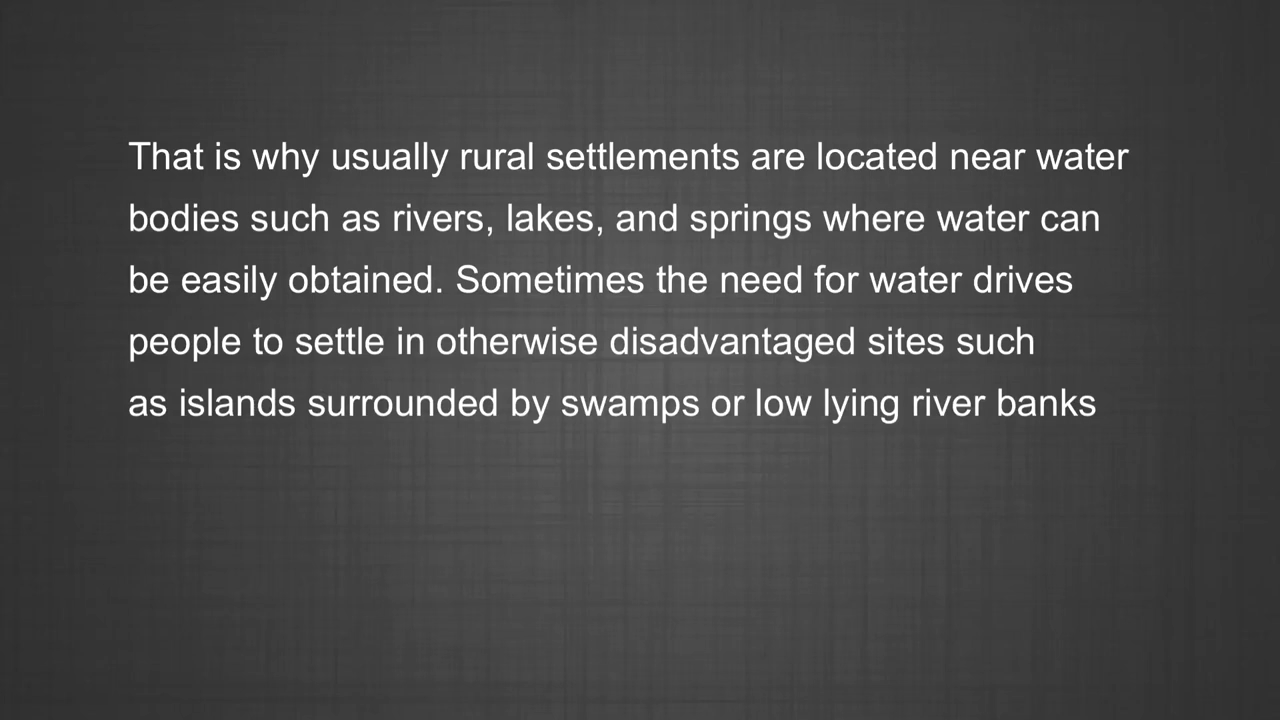 That is why usually rural settlements are located near water
bodies such as rivers, lakes, and springs where water can
be easily obtained. Sometimes the need for water drives
people to settle in otherwise disadvantaged sites such
as islands surrounded by swamps or low lying river banks